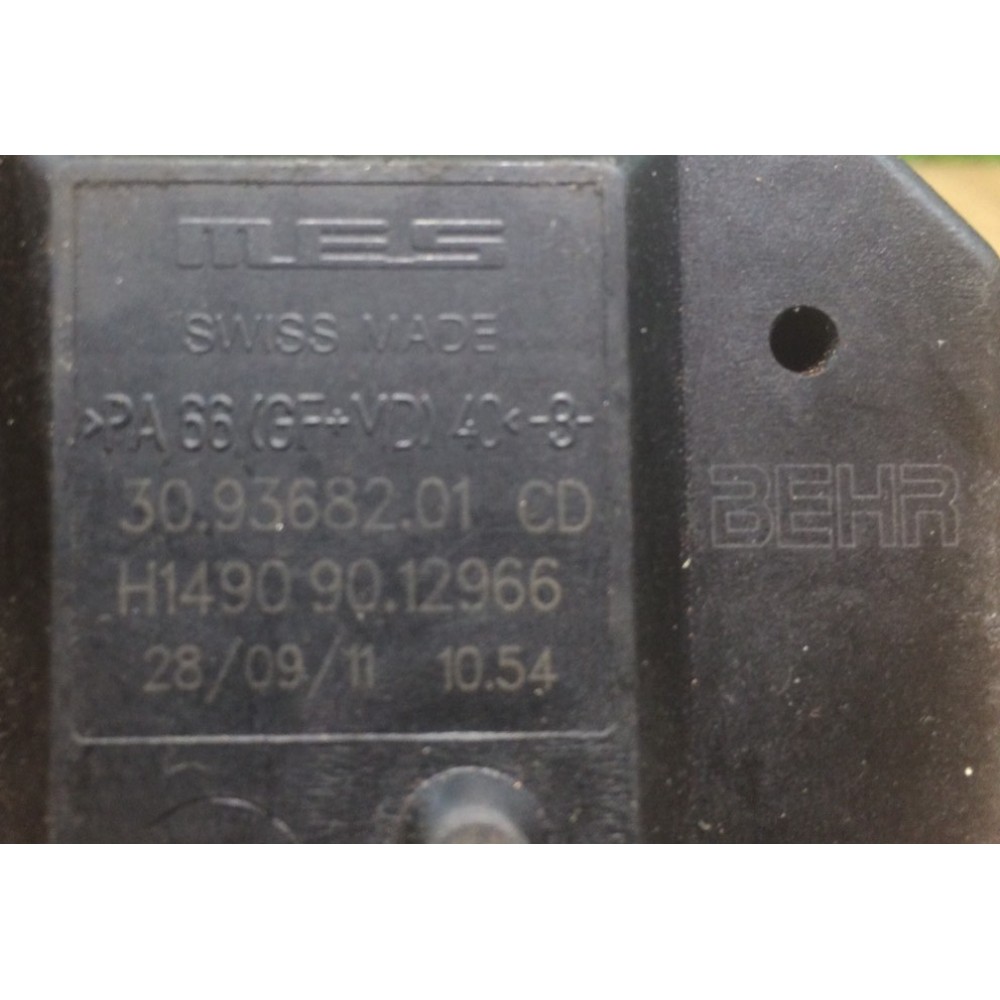 MES
SWISS MADE
>PA 66 (GF+MD) 40< -8-
30.93682.01 CD
H1490 90.12966
28/09/11 10.54
BEHR